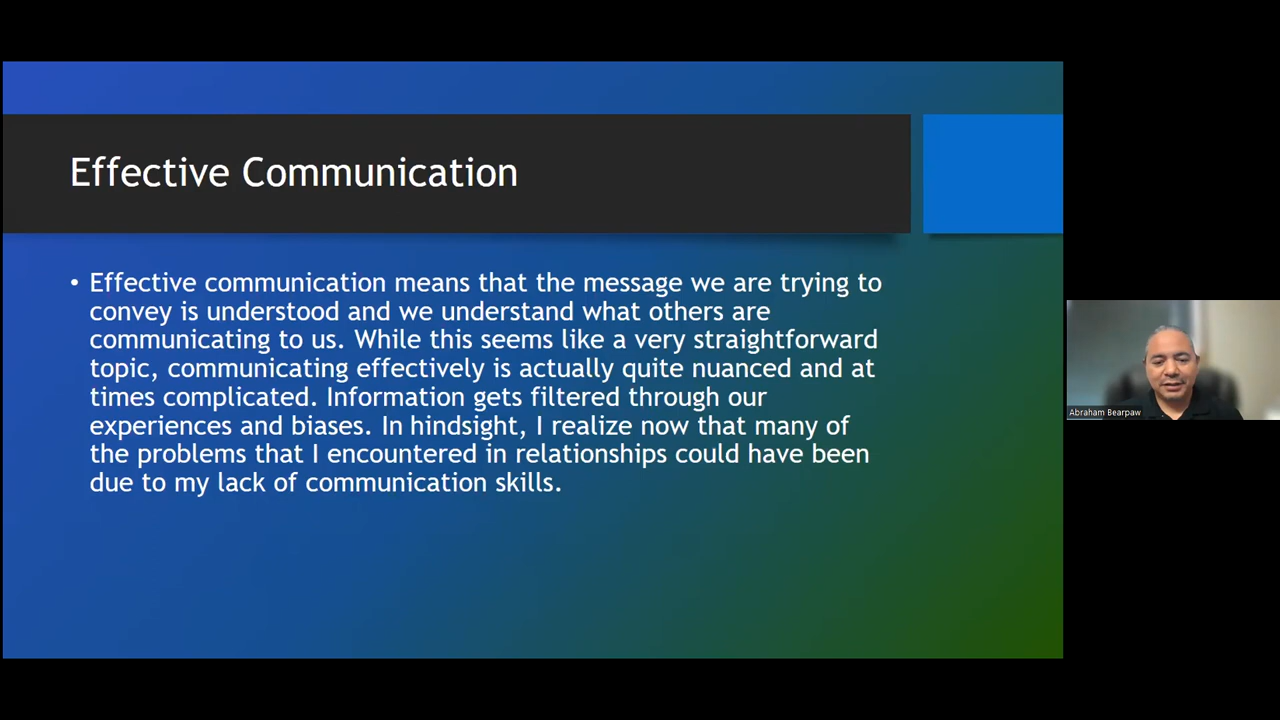 Effective Communication
• Effective communication means that the message we are trying to
convey is understood and we understand what others are
communicating to us. While this seems like a very straightforward
topic, communicating effectively is actually quite nuanced and at
times complicated. Information gets filtered through our
experiences and biases. In hindsight, I realize now that many of
the problems that I encountered in relationships could have been
due to my lack of communication skills.
Abraham Bearpaw